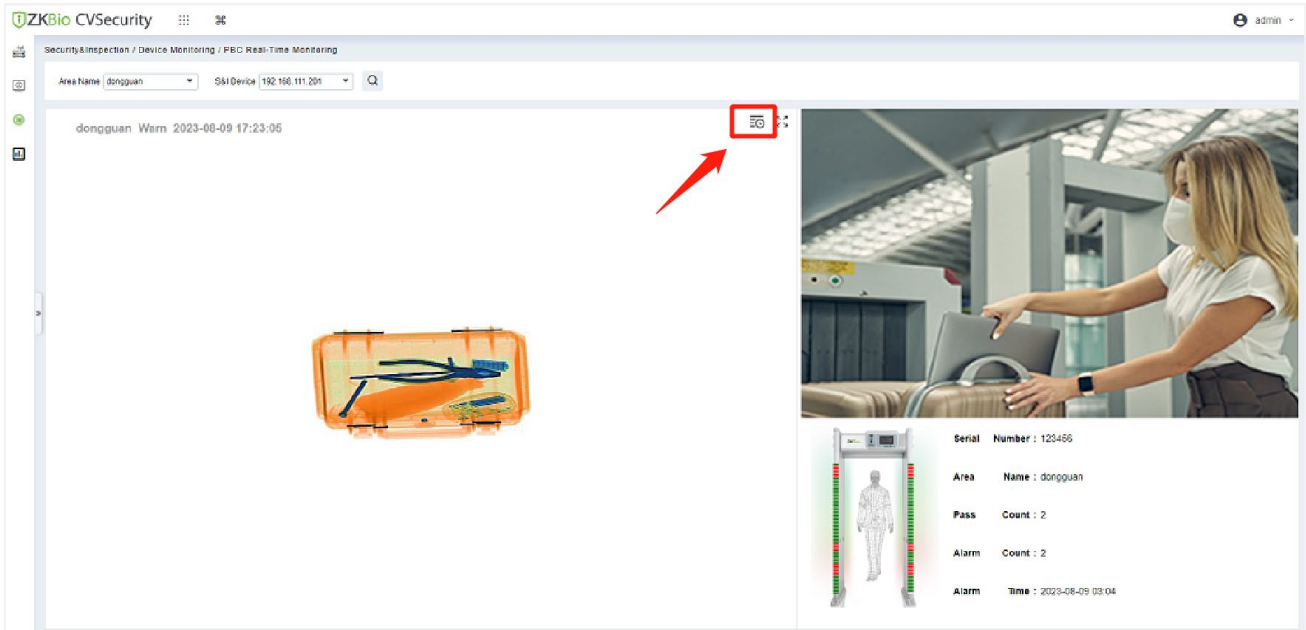 ZKBio CVSecurity
admin
Security&Inspection / Device Monitoring / PBC Real-Time Monitoring
Area Name dongguan S&I Device 192.168.111.201
dongguan Warn 2023-08-09 17:23:05
Serial Number : 123456
Area Name : dongguan
Pass Count : 2
Alarm Count : 2
Alarm Time : 2023-08-09 03:04